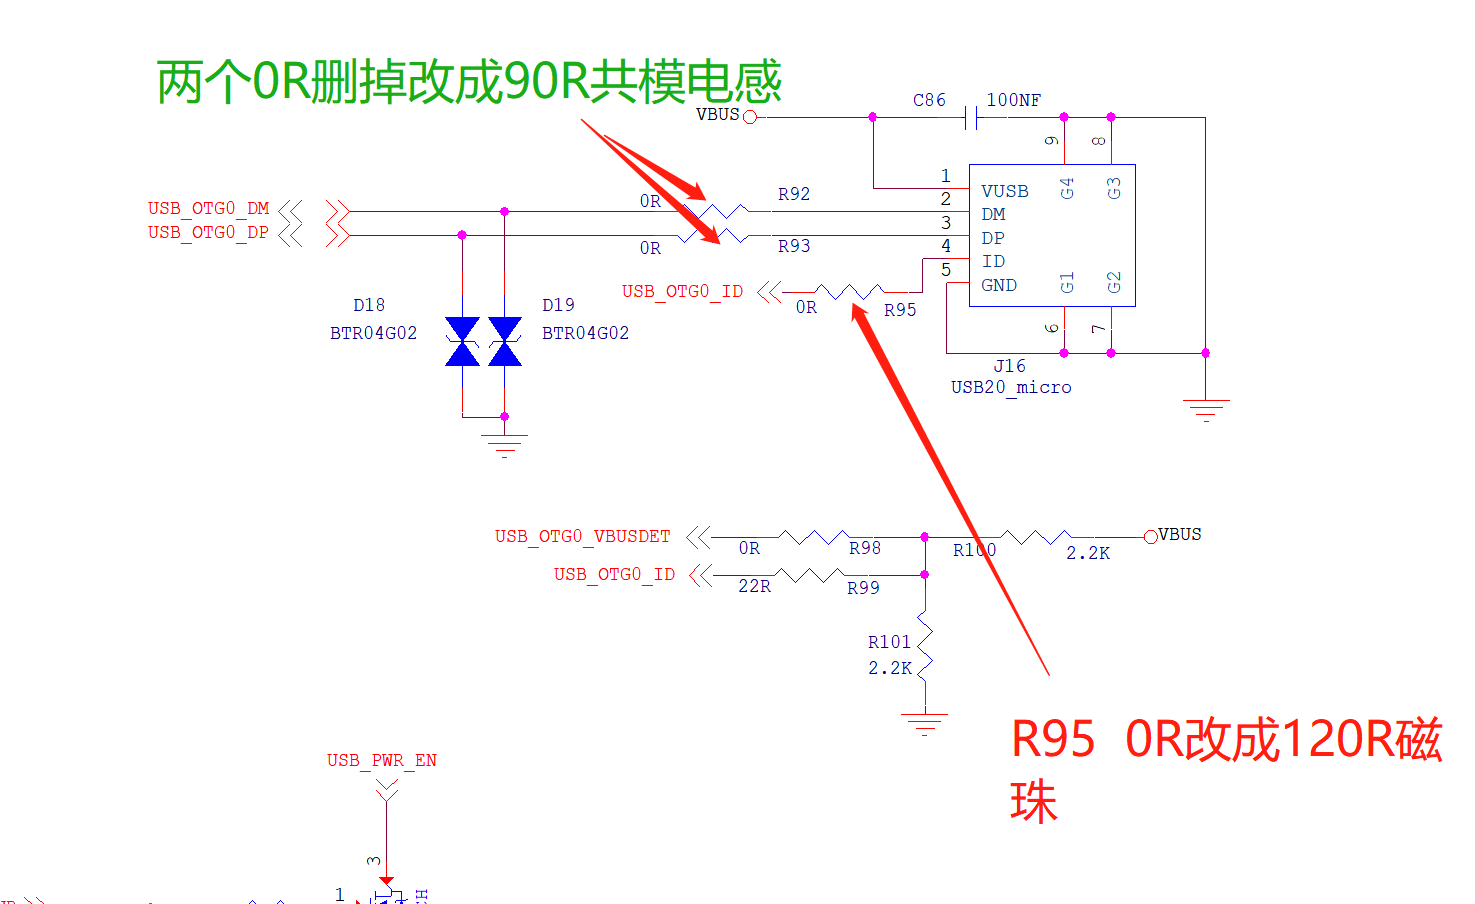 两个0R删掉改成90R共模电感
C86
100NF
VBUS
9
8
1
VUSB
G4
G3
0R
R92
2
USB_OTG0_DM
DM
3
USB_OTG0_DP
DP
0R
R93
4
ID
5
USB_OTG0_ID
GND
G1
G2
0R
R95
D18
D19
BTR04G02
BTR04G02
6
7
J16
USB20_micro
USB_OTG0_VBUSDET
0R
R98
R100
2.2K
VBUS
USB_OTG0_ID
22R
R99
R101
2.2K
R95 0R改成120R磁
珠
USB_PWR_EN
3
1